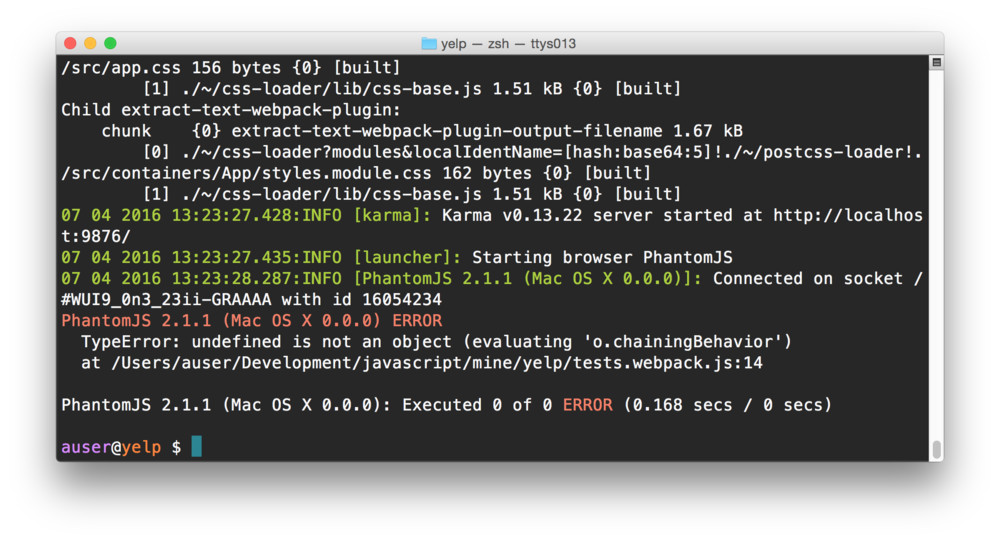 yelp — zsh — ttys013
/src/app.css 156 bytes {0} [built]
        [1] ./~/css-loader/lib/css-base.js 1.51 kB {0} [built]
Child extract-text-webpack-plugin:
    chunk    {0} extract-text-webpack-plugin-output-filename 1.67 kB
        [0] ./~/css-loader?modules&localIdentName=[hash:base64:5]!./~/postcss-loader!.
/src/containers/App/styles.module.css 162 bytes {0} [built]
        [1] ./~/css-loader/lib/css-base.js 1.51 kB {0} [built]
07 04 2016 13:23:27.428:INFO [karma]: Karma v0.13.22 server started at http://localhos
t:9876/
07 04 2016 13:23:27.435:INFO [launcher]: Starting browser PhantomJS
07 04 2016 13:23:28.287:INFO [PhantomJS 2.1.1 (Mac OS X 0.0.0)]: Connected on socket /
#WUI9_0n3_23ii-GRAAAA with id 16054234
PhantomJS 2.1.1 (Mac OS X 0.0.0) ERROR
  TypeError: undefined is not an object (evaluating 'o.chainingBehavior')
  at /Users/auser/Development/javascript/mine/yelp/tests.webpack.js:14
PhantomJS 2.1.1 (Mac OS X 0.0.0): Executed 0 of 0 ERROR (0.168 secs / 0 secs)
auser@yelp $